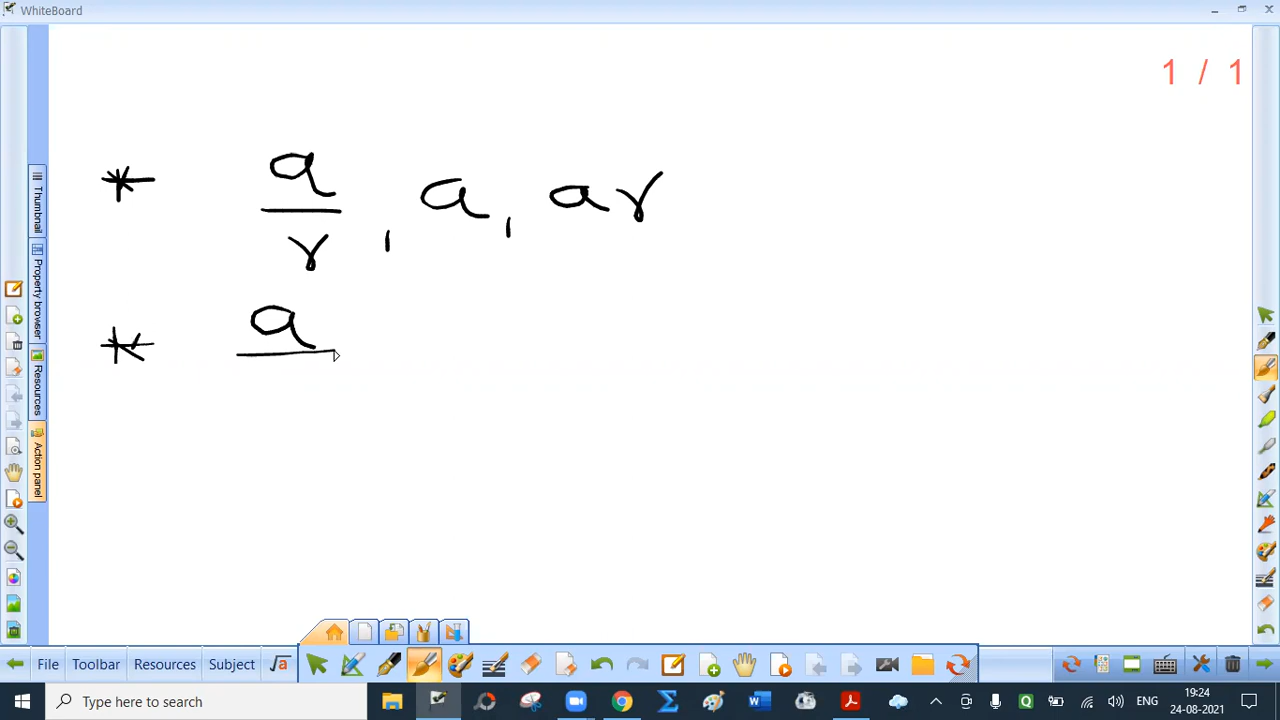 WhiteBoard
1 / 1
* a/r, a, ar
* a
Thumbnail
Property browser
Resources
Action panel
File Toolbar Resources Subject √a
Type here to search
W Σ Q ENG 19:24
24-08-2021